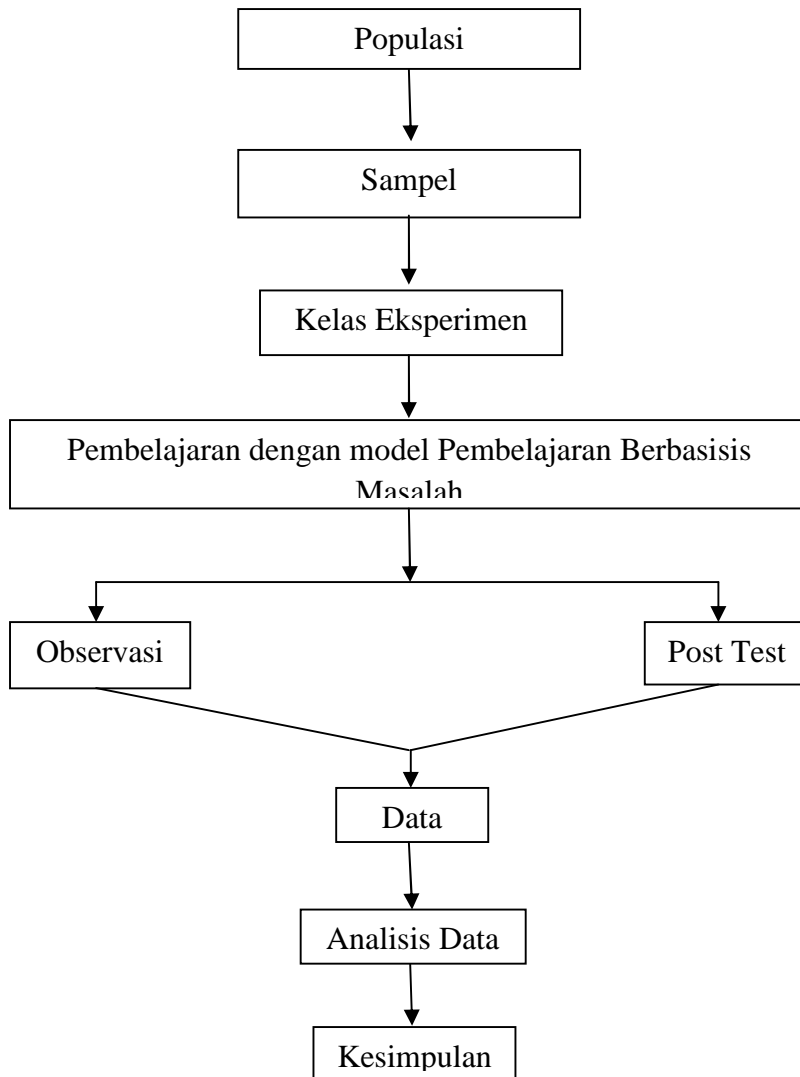 Populasi
Sampel
Kelas Eksperimen
Pembelajaran dengan model Pembelajaran Berbasisis
Masalah
Observasi
Post Test
Data
Analisis Data
Kesimpulan